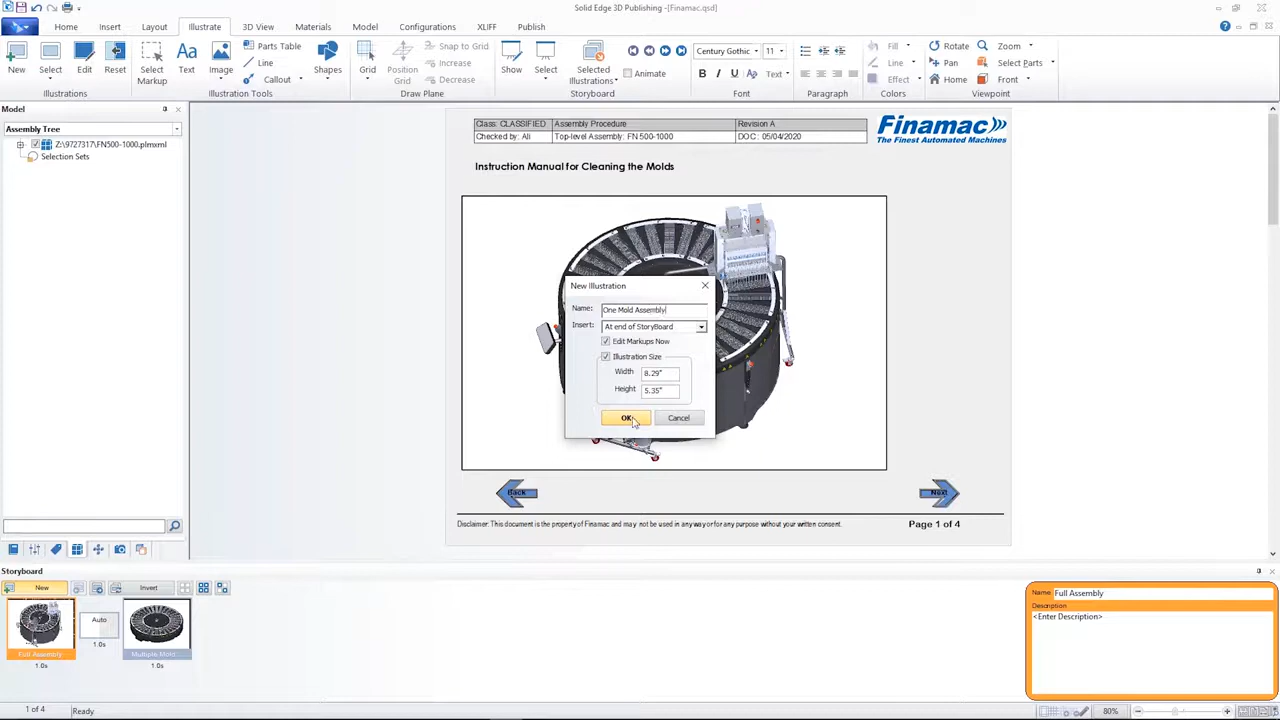 Solid Edge 3D Publishing -[Finamac.qsd]
Home Insert Layout Illustrate 3D View Materials Model Configurations XLIFF Publish
New Select Edit Reset
Illustrations
Select Markup Text Image Parts Table Line Callout Shapes
Illustration Tools
Grid Position Grid Snap to Grid Increase Decrease
Draw Plane
Show Select Selected Illustrations Animate
Storyboard
Century Gothic 11
B I U Ap Text
Font
Paragraph
Fill Line Effect
Colors
Rotate Zoom
Pan Select Parts
Home Front
Viewpoint
Model
Assembly Tree
Z:\9727317\FN500-1000.plmxml
Selection Sets
Class: CLASSIFIED Assembly Procedure Revision A
Checked by: Ali Top-level Assembly: FN 500-1000 DOC : 05/04/2020
Finamac
The Finest Automated Machines
Instruction Manual for Cleaning the Molds
New Illustration
Name: One Mold Assembly
Insert: At end of StoryBoard
Edit Markups Now
Illustration Size
Width 8.29"
Height 5.35"
OK Cancel
Back Next
Disclaimer: This document is the property of Finamac and may not be used in any way or for any purpose without your written consent. Page 1 of 4
Storyboard
New Invert
Auto
1.0s
Full Assembly Multiple Mold...
1.0s 1.0s
Name Full Assembly
Description
<Enter Description>
1 of 4 Ready 80%